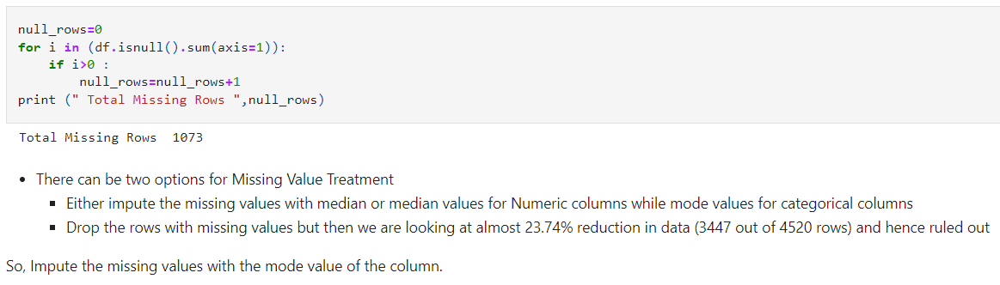 null_rows=0
for i in (df.isnull().sum(axis=1)):
    if i>0 :
        null_rows=null_rows+1
print (" Total Missing Rows ",null_rows)
Total Missing Rows  1073
• There can be two options for Missing Value Treatment
▪ Either impute the missing values with median or median values for Numeric columns while mode values for categorical columns
▪ Drop the rows with missing values but then we are looking at almost 23.74% reduction in data (3447 out of 4520 rows) and hence ruled out
So, Impute the missing values with the mode value of the column.